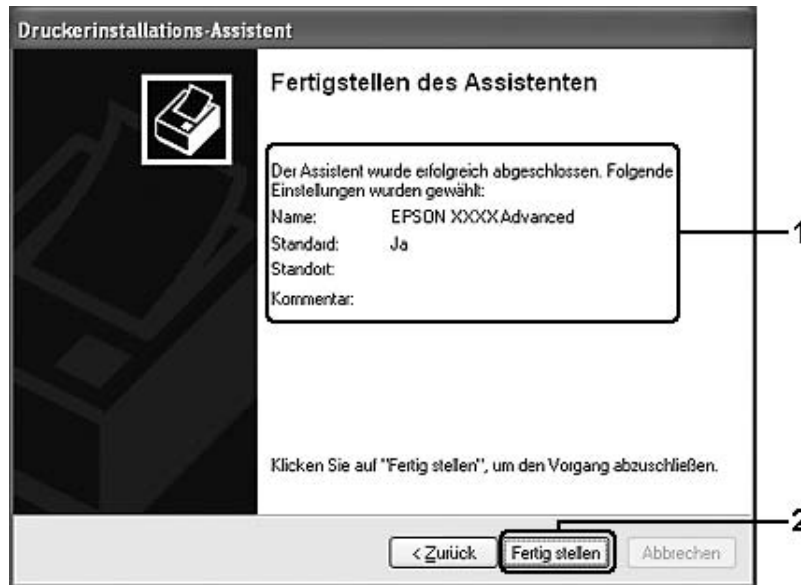 Druckerinstallations-Assistent
Fertigstellen des Assistenten
Der Assistent wurde erfolgreich abgeschlossen. Folgende
Einstellungen wurden gewählt:
Name: EPSON XXXX Advanced
Standard: Ja
Standort:
Kommentar:
1
Klicken Sie auf "Fertig stellen", um den Vorgang abzuschließen.
2
< Zurück Fertig stellen Abbrechen